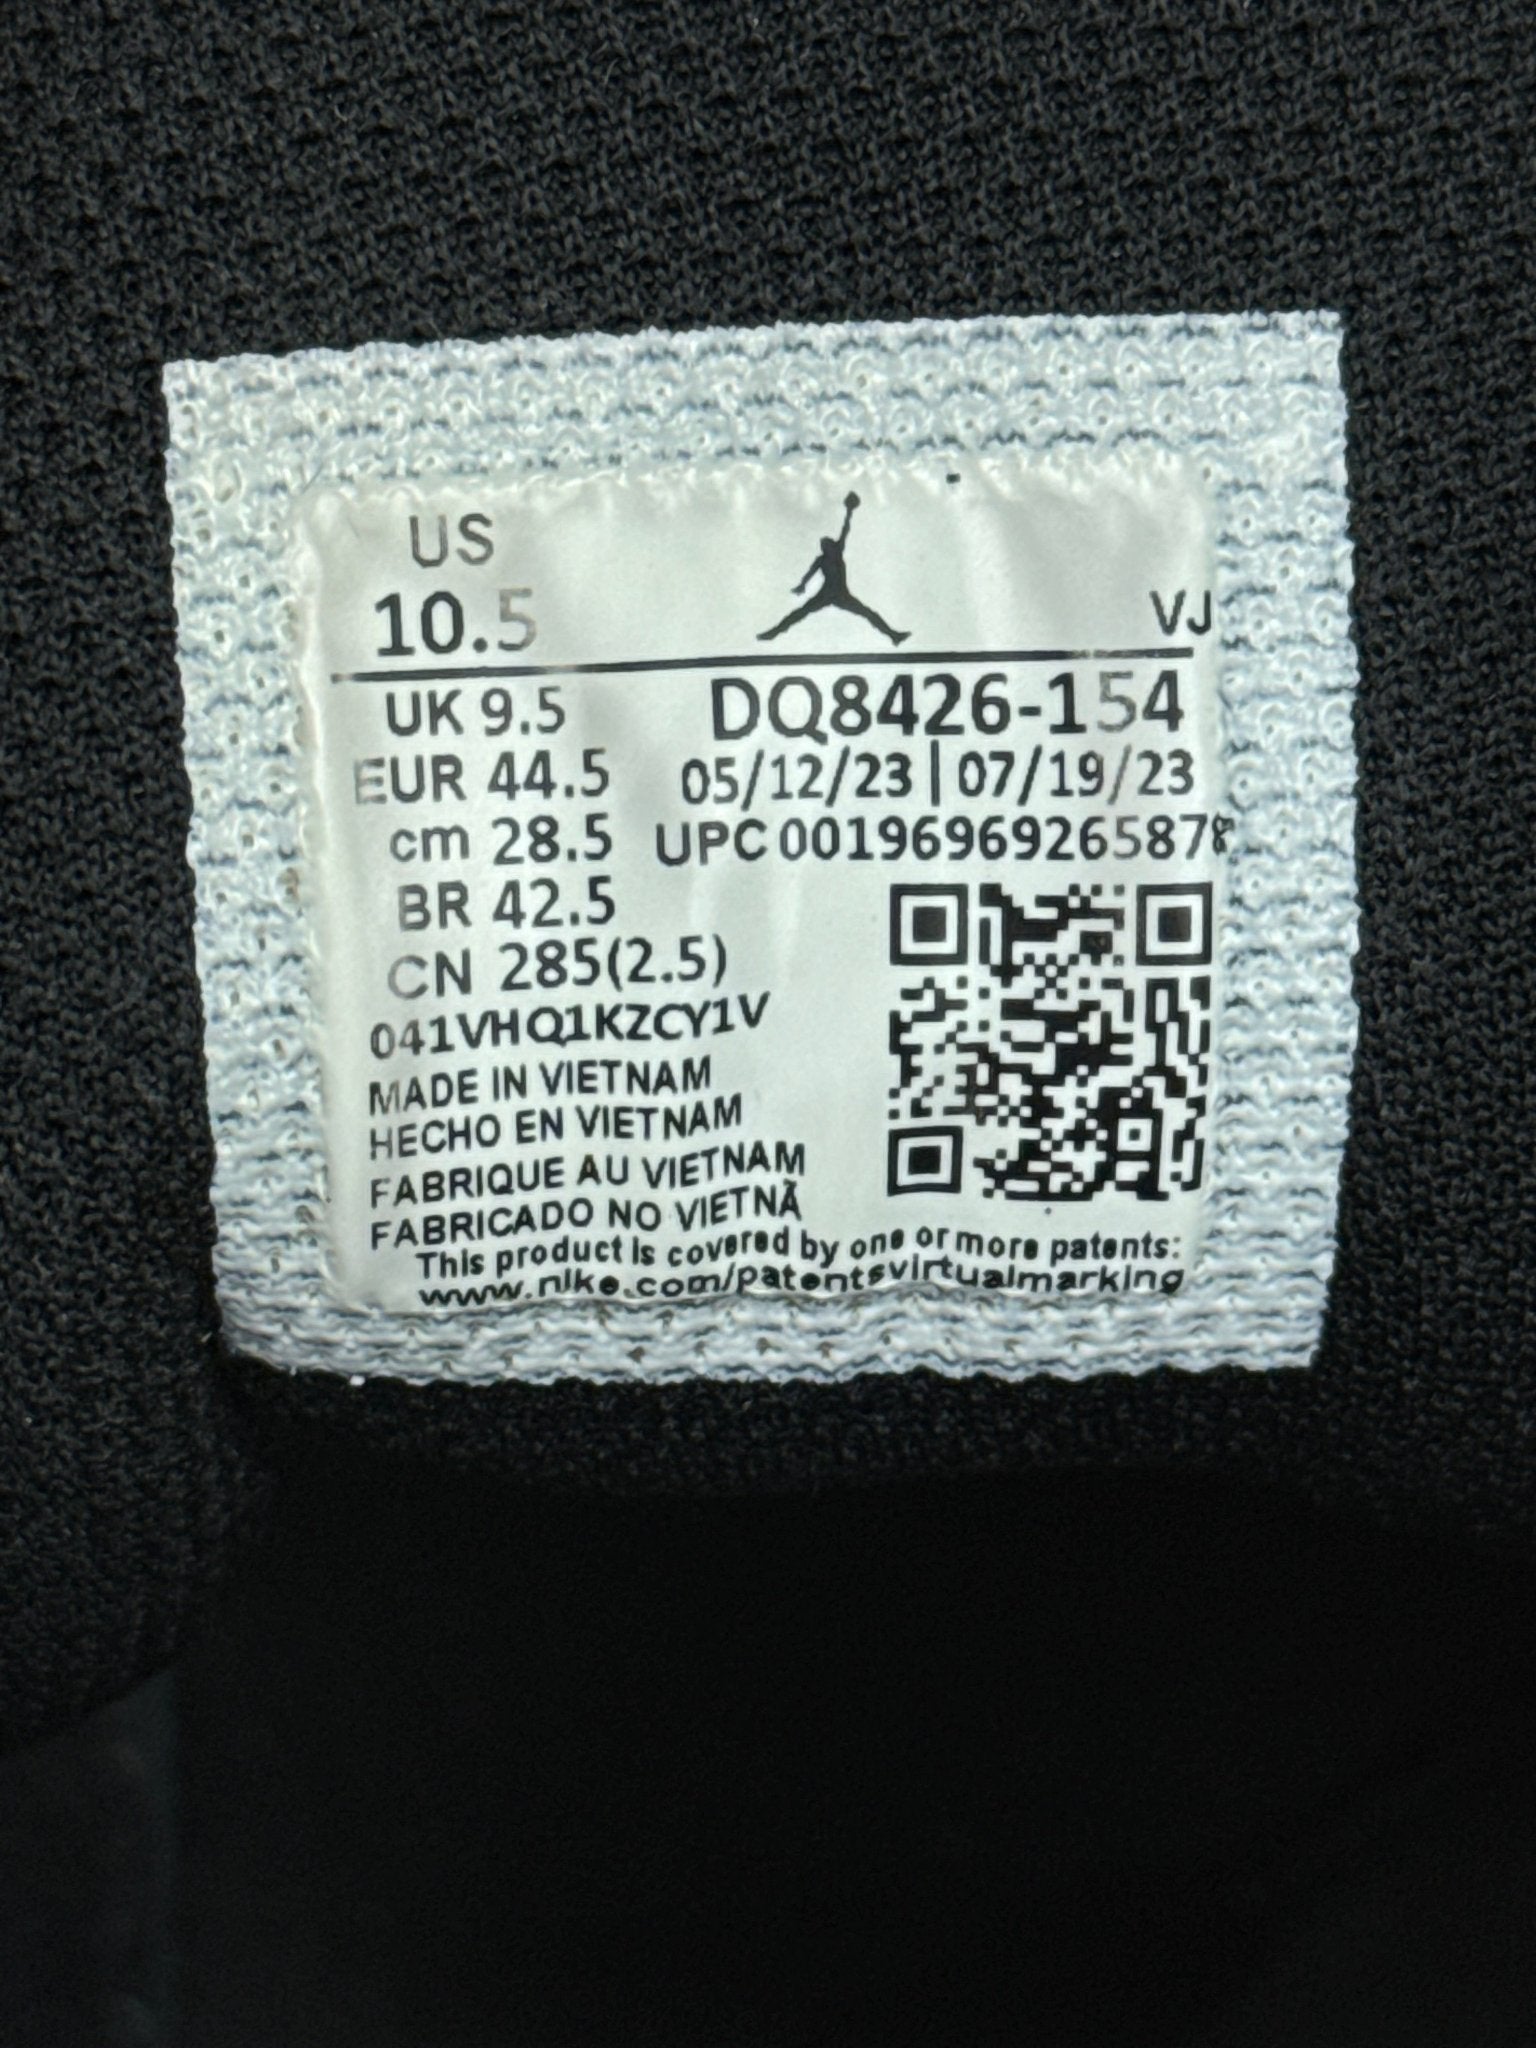 US
10.5
VJ
UK 9.5
DQ8426-154
EUR 44.5
05/12/23 | 07/19/23
cm 28.5
UPC 00196969265878
BR 42.5
CN 285(2.5)
041VHQ1KZCY1V
MADE IN VIETNAM
HECHO EN VIETNAM
FABRIQUE AU VIETNAM
FABRICADO NO VIETNÃ
This product is covered by one or more patents:
www.nike.com/patentsvirtualmarking